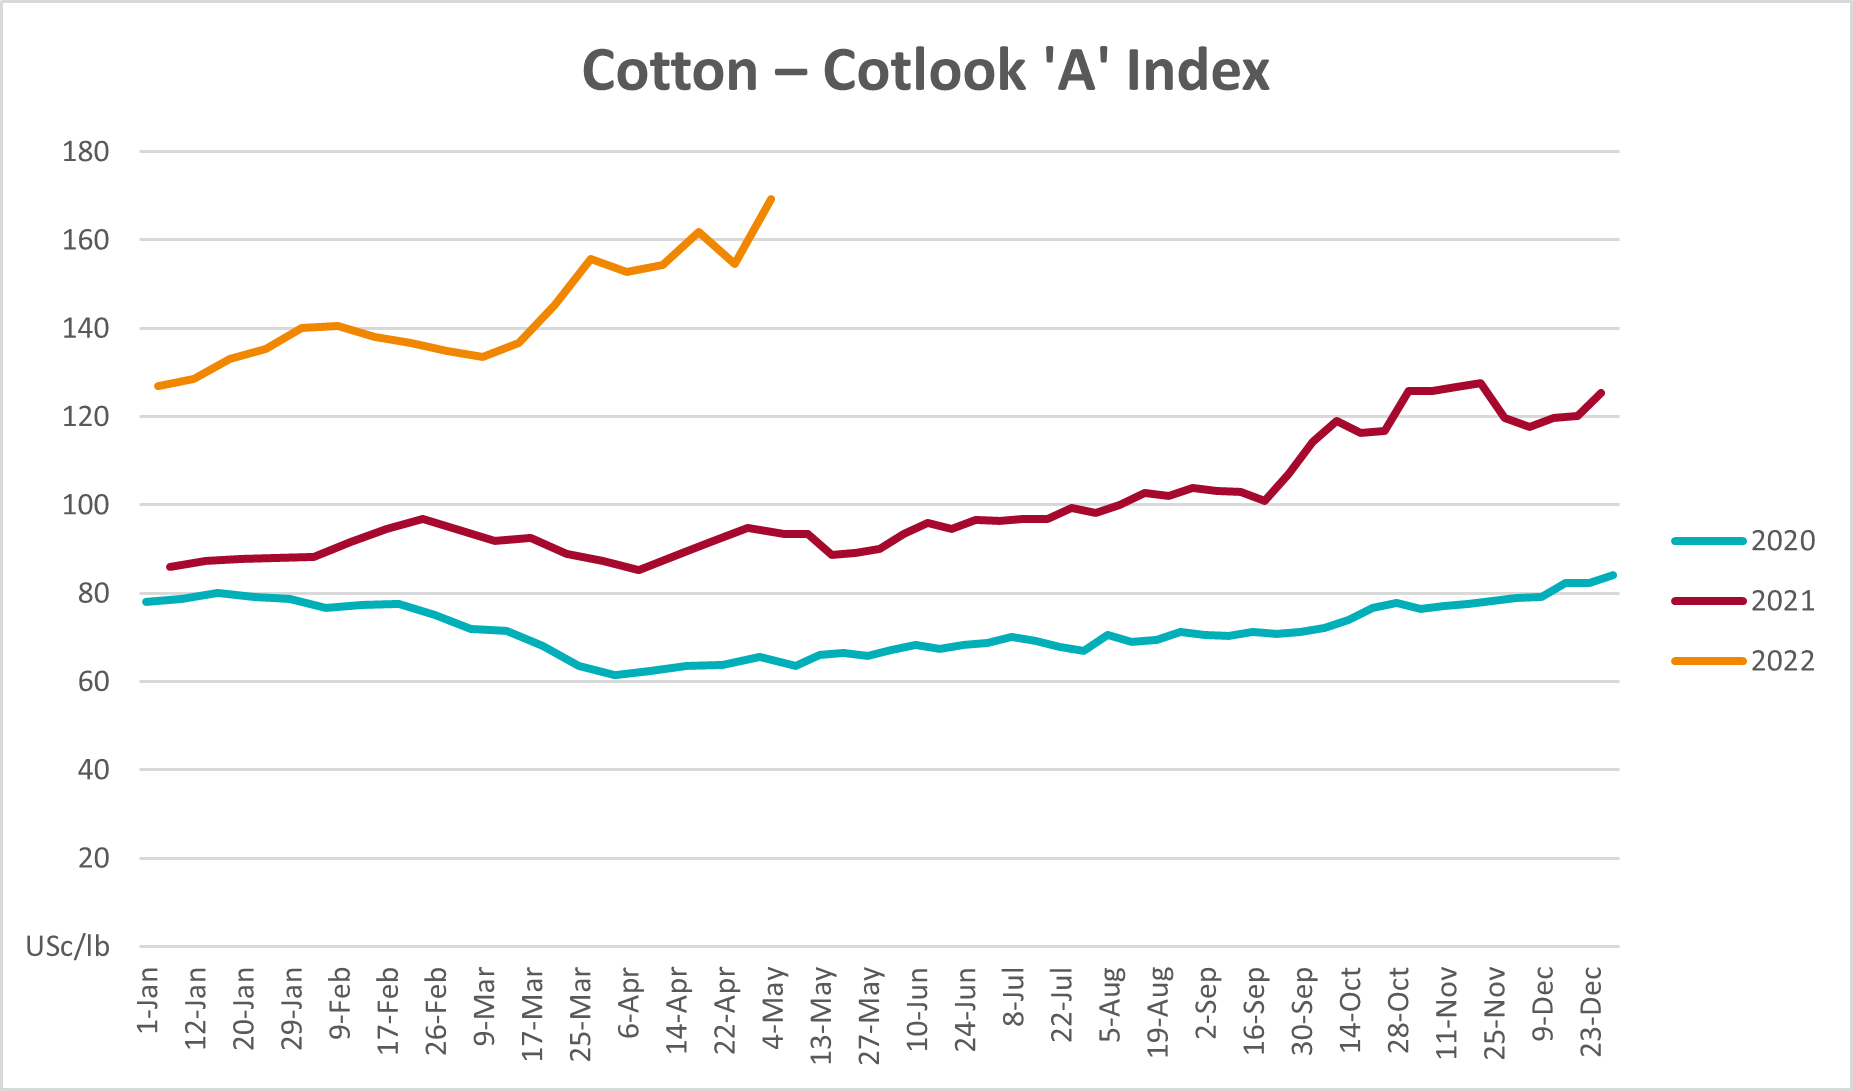 Cotton – Cotlook 'A' Index
180
160
140
120
100
80
60
40
20
USc/lb
1-Jan
12-Jan
20-Jan
29-Jan
9-Feb
17-Feb
26-Feb
9-Mar
17-Mar
25-Mar
6-Apr
14-Apr
22-Apr
4-May
13-May
27-May
10-Jun
24-Jun
8-Jul
22-Jul
5-Aug
19-Aug
2-Sep
16-Sep
30-Sep
14-Oct
28-Oct
11-Nov
25-Nov
9-Dec
23-Dec
2020
2021
2022